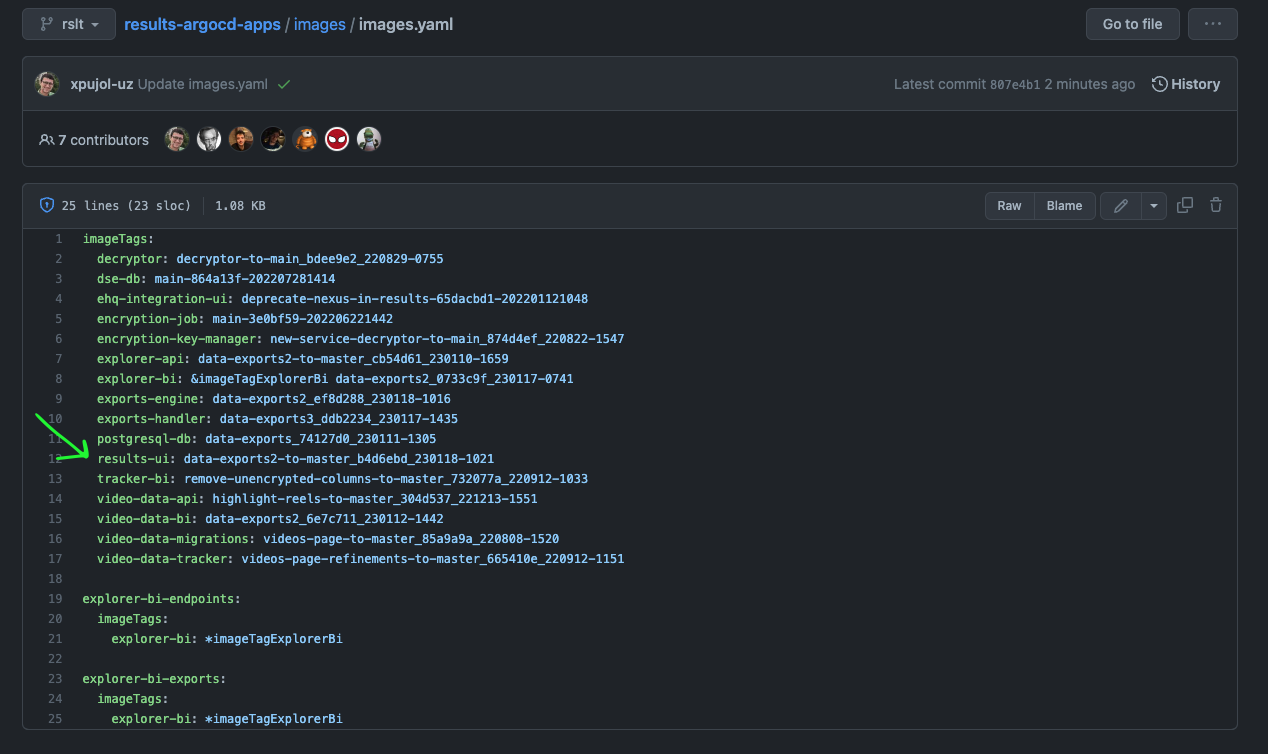 rslt
results-argocd-apps / images / images.yaml
Go to file
...
xpujol-uz Update images.yaml
Latest commit 807e4b1 2 minutes ago
History
7 contributors
25 lines (23 sloc)
1.08 KB
Raw
Blame
1 imageTags:
2 decryptor: decryptor-to-main_bdee9e2_220829-0755
3 dse-db: main-864a13f-202207281414
4 ehq-integration-ui: deprecate-nexus-in-results-65dacbd1-202201121048
5 encryption-job: main-3e0bf59-202206221442
6 encryption-key-manager: new-service-decryptor-to-main_874d4ef_220822-1547
7 explorer-api: data-exports2-to-master_cb54d61_230110-1659
8 explorer-bi: &imageTagExplorerBi data-exports2_0733c9f_230117-0741
9 exports-engine: data-exports2_ef8d288_230118-1016
10 exports-handler: data-exports3_ddb2234_230117-1435
11 postgresql-db: data-exports_74127d0_230111-1305
12 results-ui: data-exports2-to-master_b4d6ebd_230118-1021
13 tracker-bi: remove-unencrypted-columns-to-master_732077a_220912-1033
14 video-data-api: highlight-reels-to-master_304d537_221213-1551
15 video-data-bi: data-exports2_6e7c711_230112-1442
16 video-data-migrations: videos-page-to-master_85a9a9a_220808-1520
17 video-data-tracker: videos-page-refinements-to-master_665410e_220912-1151
18
19 explorer-bi-endpoints:
20 imageTags:
21 explorer-bi: *imageTagExplorerBi
22
23 explorer-bi-exports:
24 imageTags:
25 explorer-bi: *imageTagExplorerBi